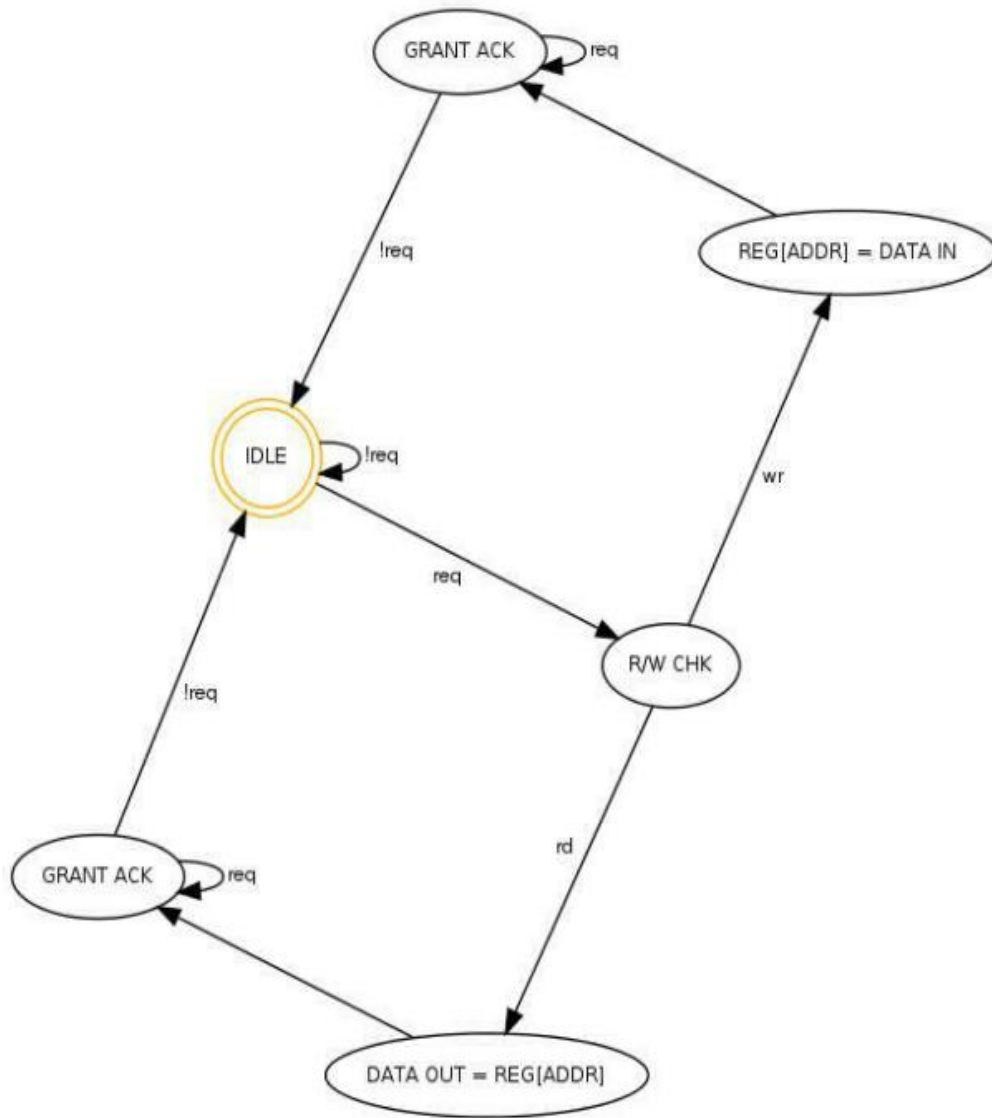 GRANT ACK
req
REG[ADDR] = DATA IN
!req
IDLE
!req
wr
req
R/W CHK
!req
rd
GRANT ACK
req
DATA OUT = REG[ADDR]